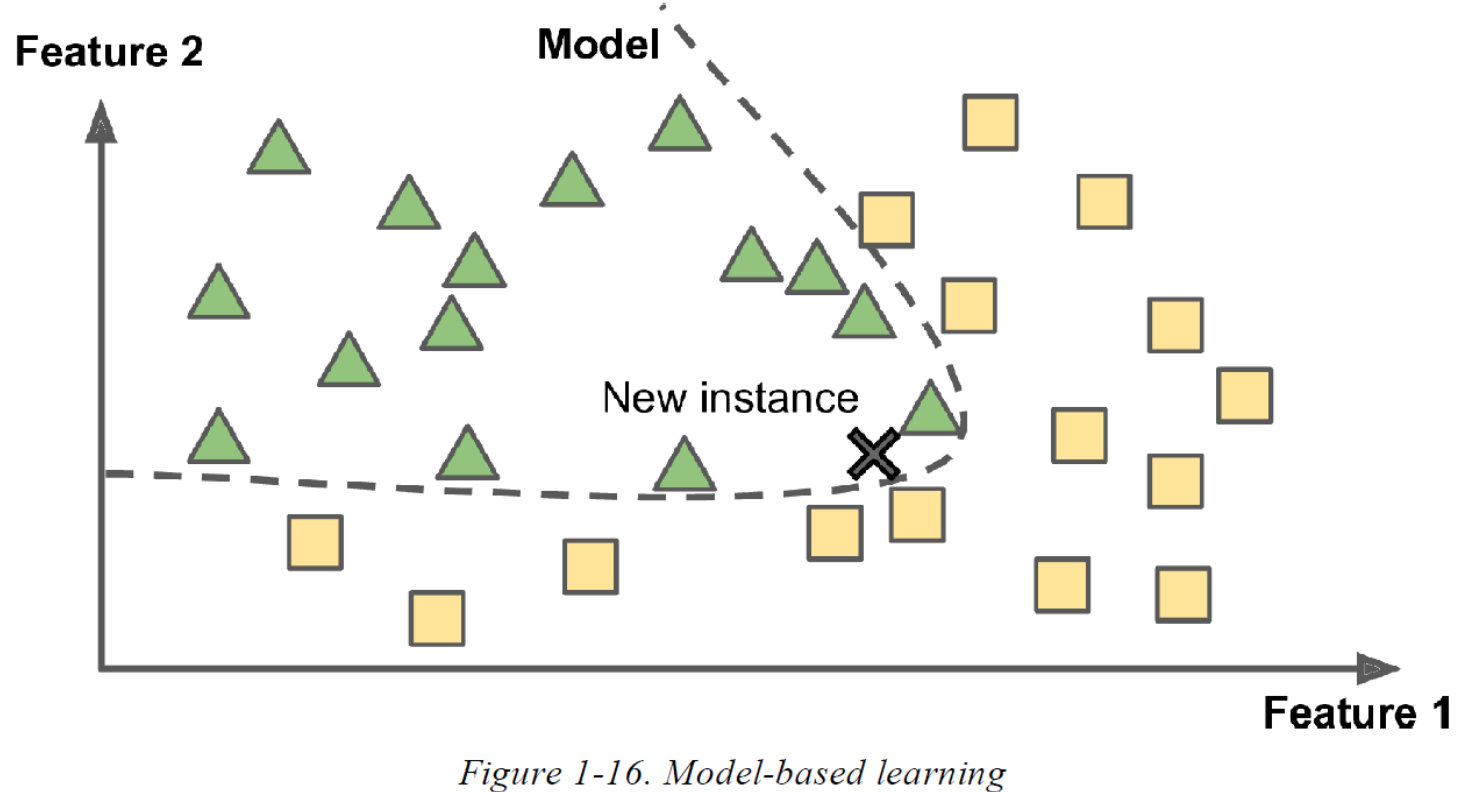 Feature 2
Model
New instance
Feature 1
Figure 1-16. Model-based learning